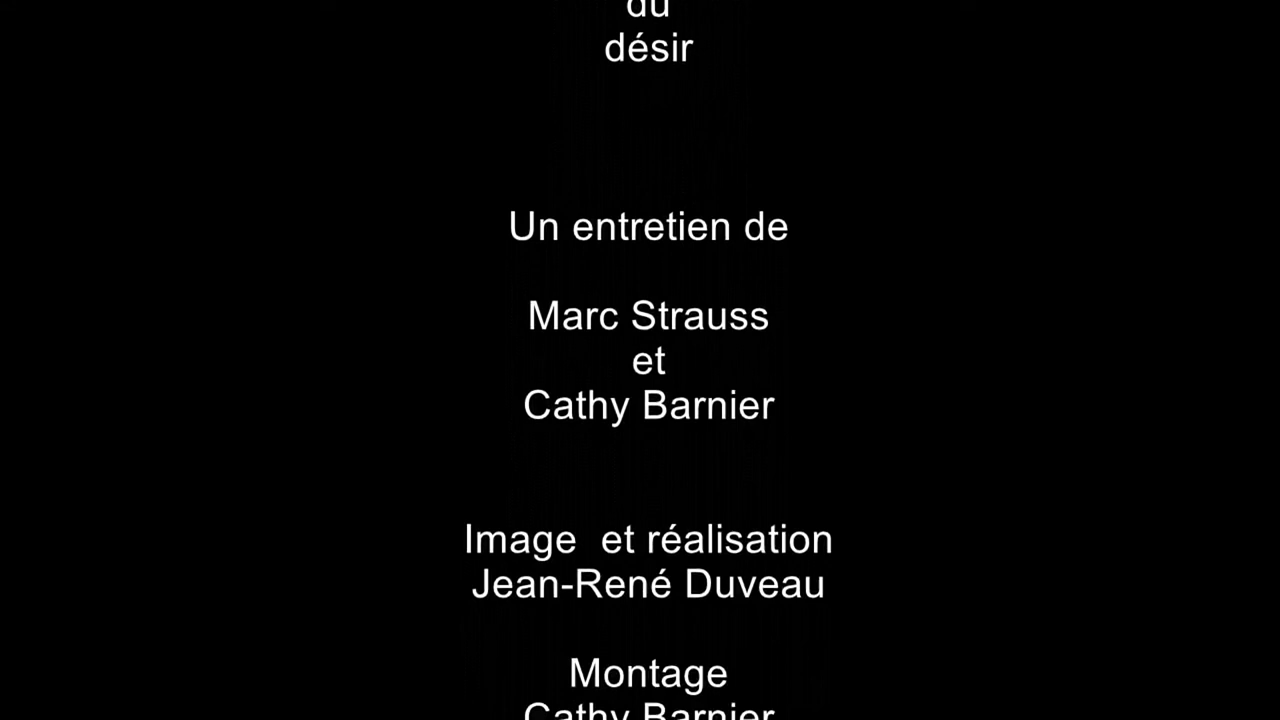 du
désir
Un entretien de
Marc Strauss
et
Cathy Barnier
Image  et réalisation
Jean-René Duveau
Montage
Cathy Barnier